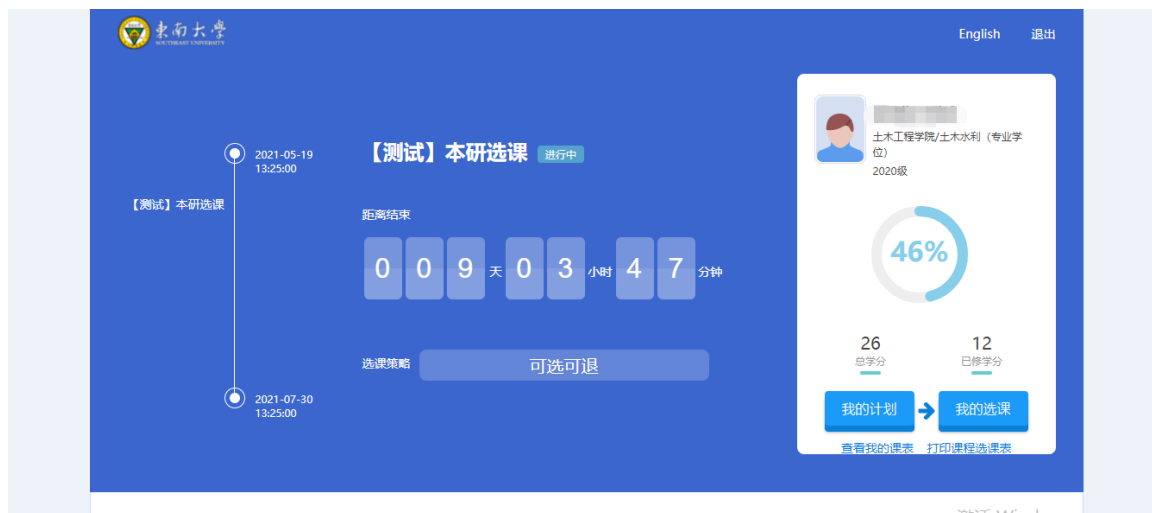 東南大學
SOUTHEAST UNIVERSITY
English
退出
2021-05-19
13:25:00
【测试】本研选课
2021-07-30
13:25:00
【测试】本研选课 进行中
距离结束
009天03小时47分钟
选课策略 可选可退
土木工程学院/土木水利（专业学
位）
2020级
46%
26
总学分
12
已修学分
我的计划
我的选课
查看我的课表 打印课程选课表